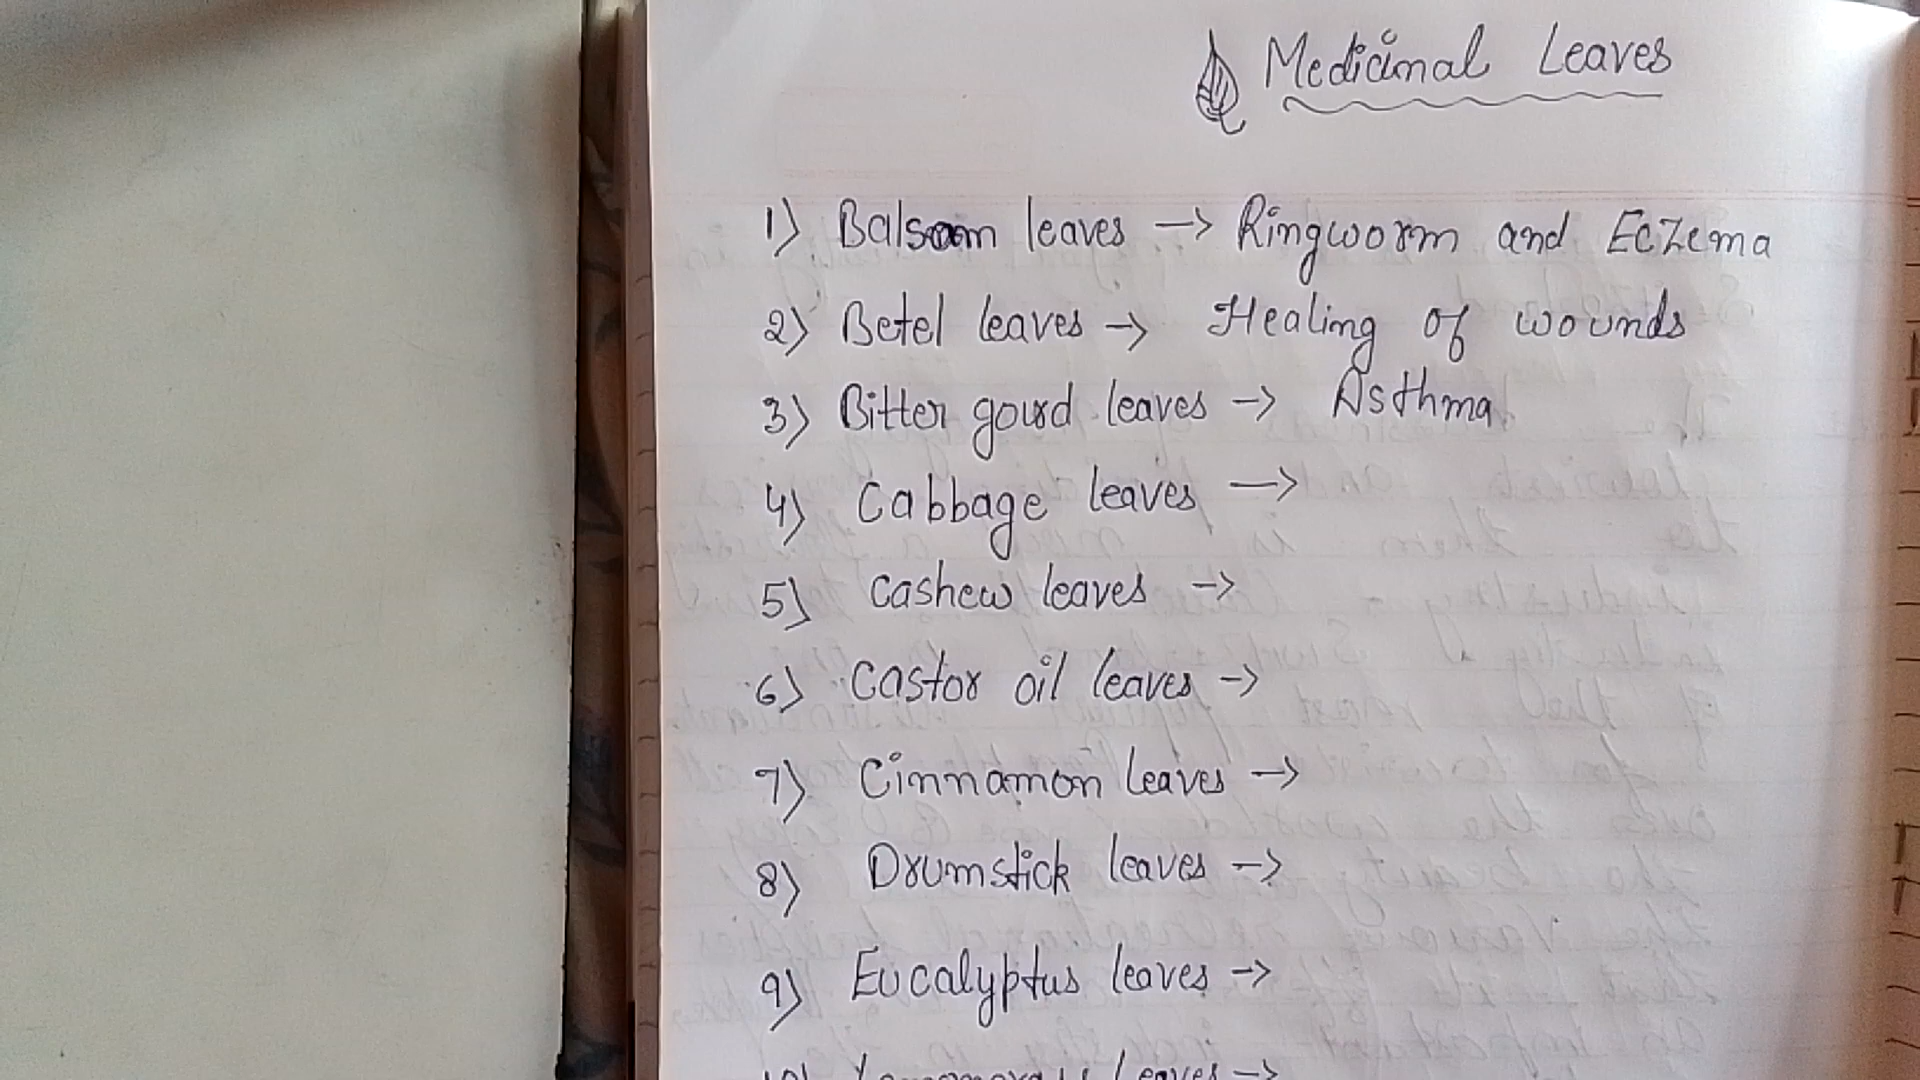 Medicinal Leaves
1) Balsam leaves → Ringworm and Eczema
2) Betel leaves → Healing of wounds
3) Bitter gourd leaves → Asthma
4) Cabbage leaves →
5) Cashew leaves →
6) Castor oil leaves →
7) Cinnamon leaves →
8) Drumstick leaves →
9) Eucalyptus leaves →
10) leaves →